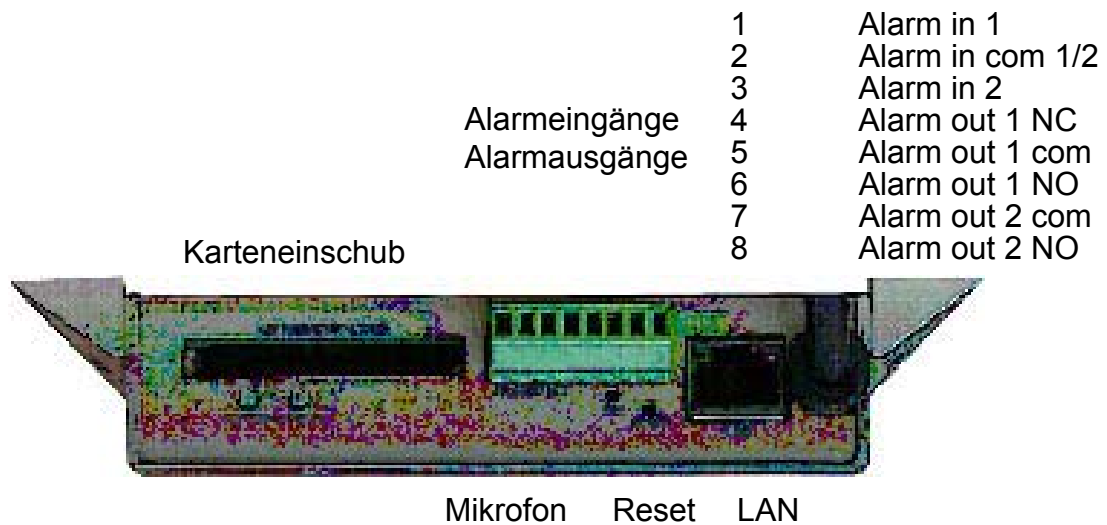 1 Alarm in 1
2 Alarm in com 1/2
3 Alarm in 2
Alarmeingänge 4 Alarm out 1 NC
Alarmausgänge 5 Alarm out 1 com
6 Alarm out 1 NO
7 Alarm out 2 com
Karteneinschub 8 Alarm out 2 NO
Mikrofon Reset LAN